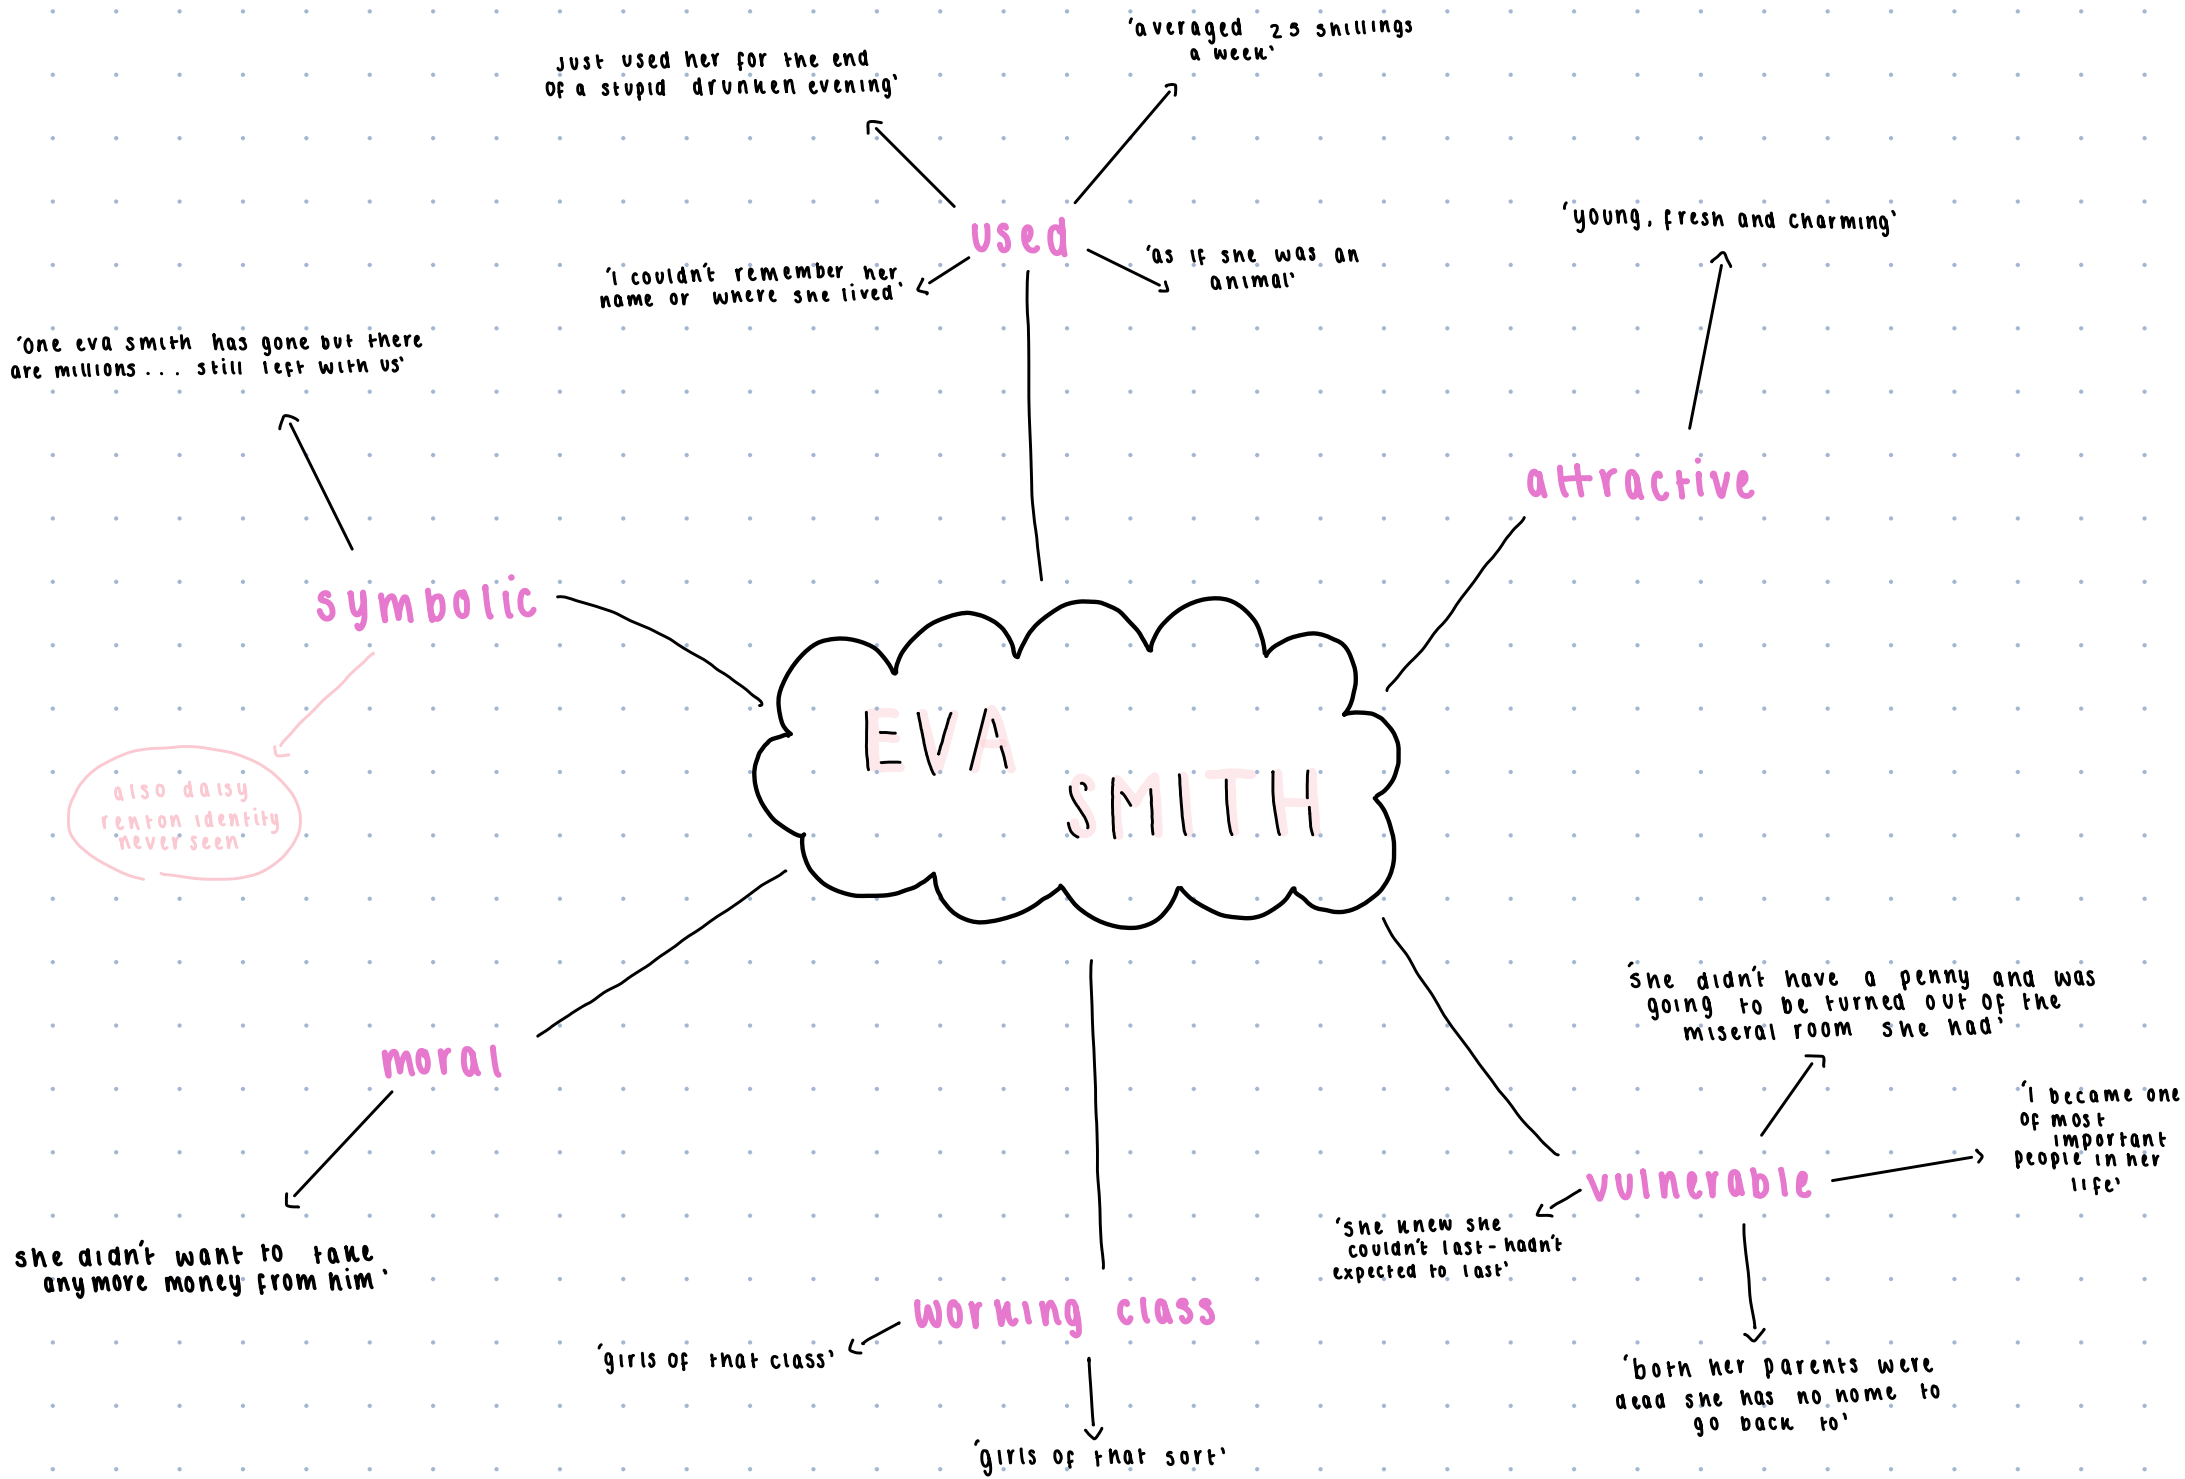 'averaged 25 shillings
a week'
just used her for the end
of a stupid drunken evening'
used
'I couldn't remember her
name or where she lived'
'as if she was an
animal'
'young, fresh and charming'
attractive
'one eva smith has gone but there
are millions... still left with us'
symbolic
also daisy
renton identity
never seen
EVA
SMITH
moral
she didn't want to take
anymore money from him'
working class
'girls of that class'
'girls of that sort'
vulnerable
'she didn't have a penny and was
going to be turned out of the
miseral room she had'
'I became one
of most
important
people in her
life'
'she knew she
couldn't last - hadn't
expected to last'
'both her parents were
dead she has no home to
go back to'